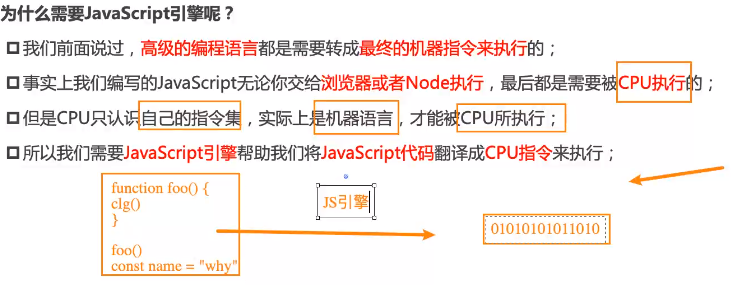 为什么需要JavaScript引擎呢？
我们前面说过，高级的编程语言都是需要转成最终的机器指令来执行的；
事实上我们编写的JavaScript无论你交给浏览器或者Node执行，最后都是需要被CPU执行的；
但是CPU只认识自己的指令集，实际上是机器语言，才能被CPU所执行；
所以我们需要JavaScript引擎帮助我们将JavaScript代码翻译成CPU指令来执行；
function foo() {
clg()
}
foo()
const name = "why"
JS引擎
01010101011010